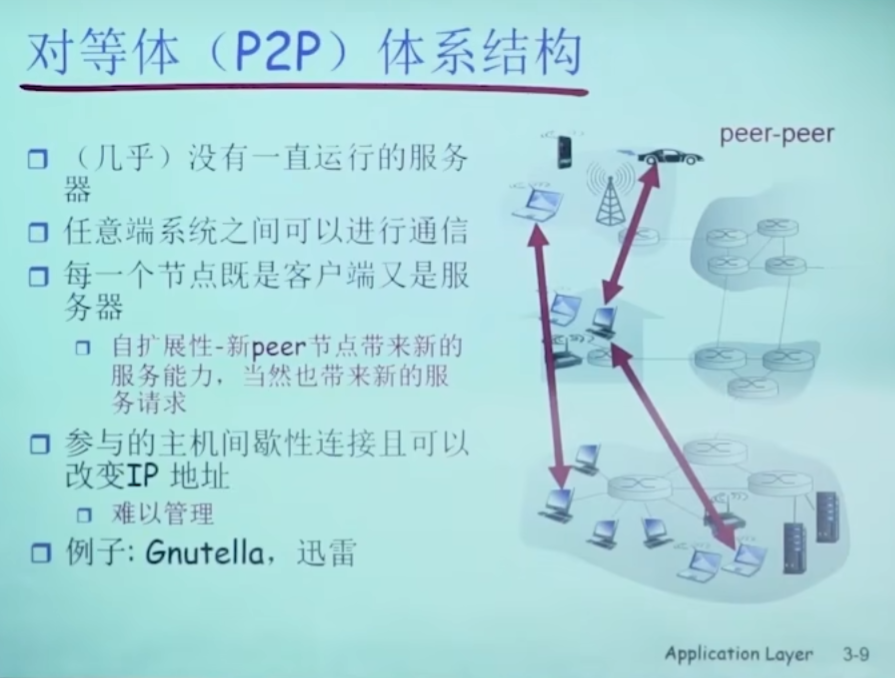 对等体（P2P）体系结构
peer-peer
（几乎）没有一直运行的服务
器
任意端系统之间可以进行通信
每一个节点既是客户端又是服
务器
自扩展性-新peer节点带来新的
服务能力，当然也带来新的服
务请求
参与的主机间歇性连接且可以
改变IP 地址
难以管理
例子: Gnutella，迅雷
Application Layer 3-9